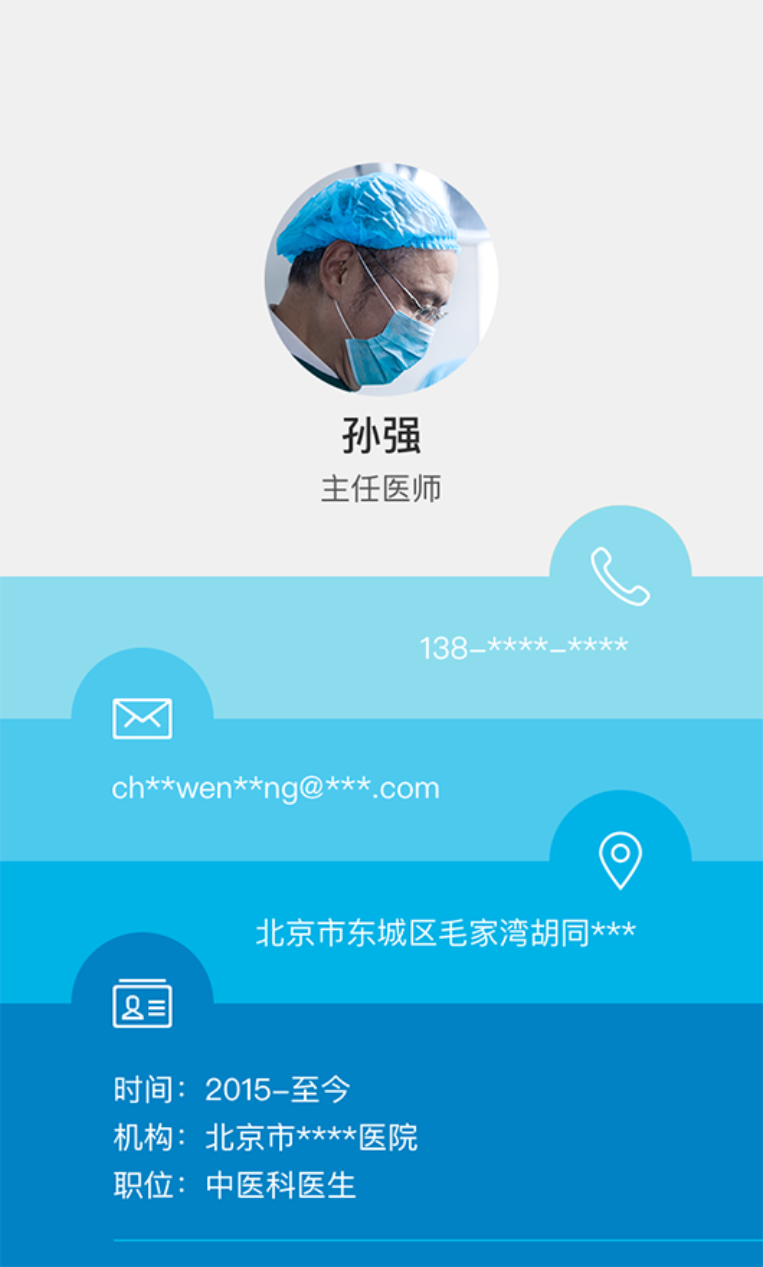 孙强
主任医师
138-****-****
ch**wen**ng@***.com
北京市东城区毛家湾胡同***
时间：2015-至今
机构：北京市****医院
职位：中医科医生